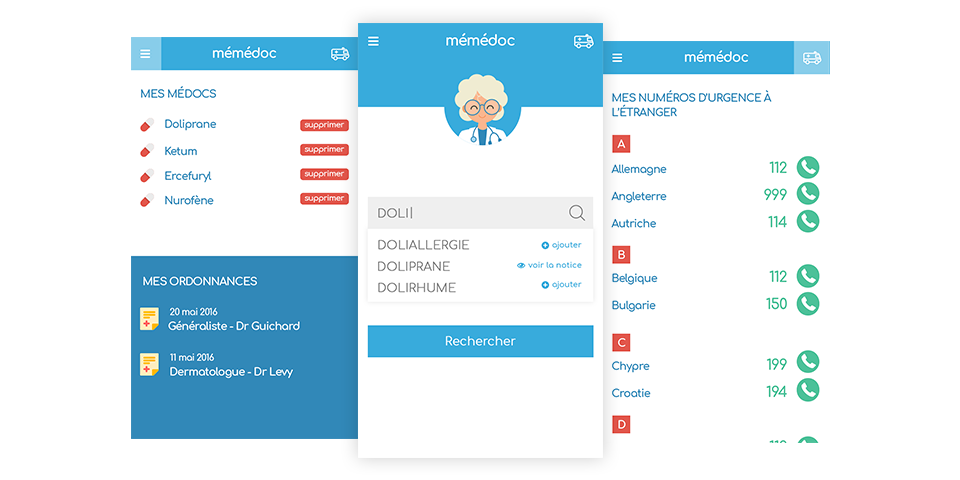 mémédoc
MES MÉDOCS
Doliprane supprimer
Ketum supprimer
Ercefuryl supprimer
Nurofène supprimer
MES ORDONNANCES
20 mai 2016
Généraliste - Dr Guichard
11 mai 2016
Dermatologue - Dr Levy
mémédoc
DOLI
DOLIALLERGIE ajouter
DOLIPRANE voir la notice
DOLIRHUME ajouter
Rechercher
mémédoc
MES NUMÉROS D'URGENCE À
L'ÉTRANGER
A
Allemagne 112
Angleterre 999
Autriche 114
B
Belgique 112
Bulgarie 150
C
Chypre 199
Croatie 194
D